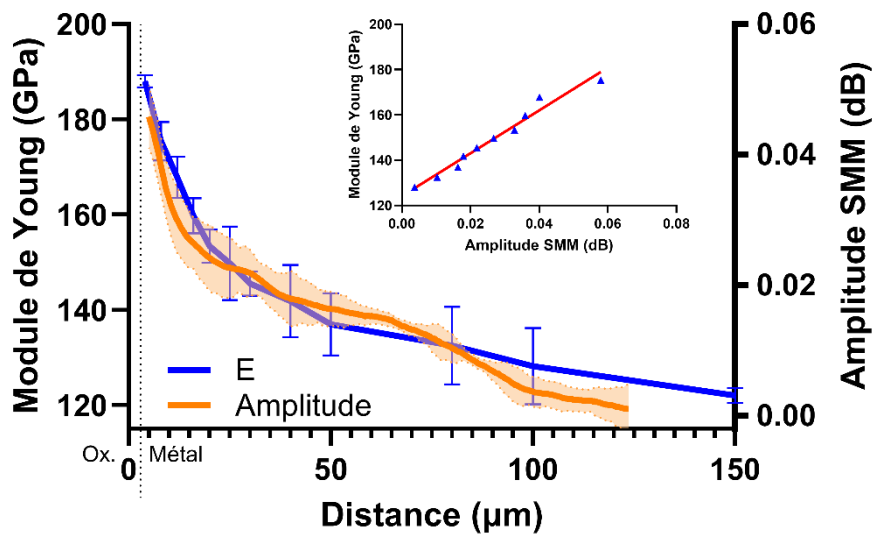 200
180
160
140
120
Module de Young (GPa)
0.06
0.04
0.02
0.00
Amplitude SMM (dB)
200
180
160
140
120
Module de Young (GPa)
0.00
0.02
0.04
0.06
0.08
Amplitude SMM (dB)
E
Amplitude
Ox.
Métal
0
50
100
150
Distance (µm)